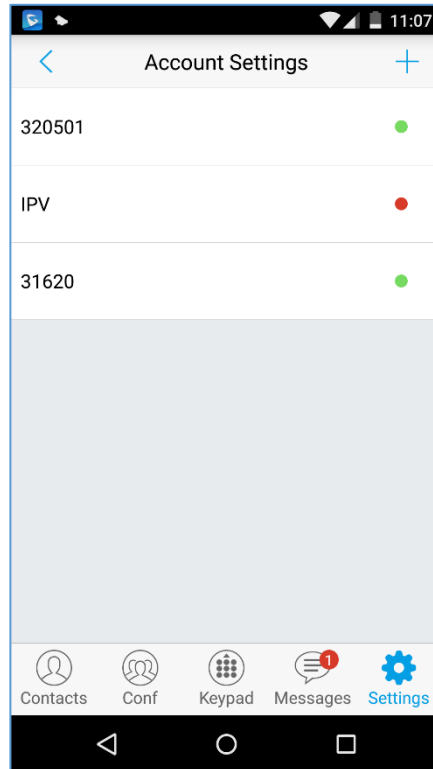 11:07
Account Settings
320501
IPV
31620
1
Contacts Conf Keypad Messages Settings